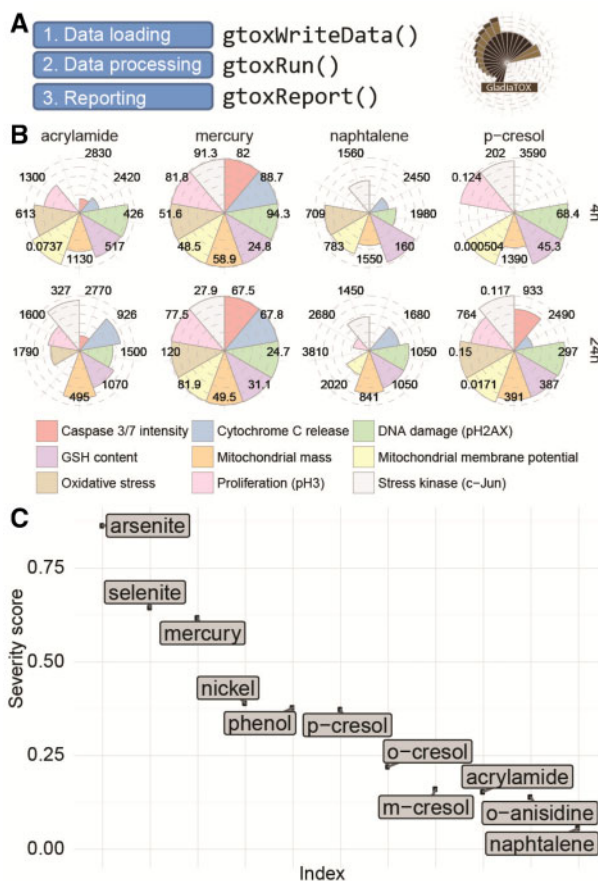 A
1. Data loading gtoxWriteData()
2. Data processing gtoxRun()
3. Reporting gtoxReport()
GladiaTOX
B
acrylamide mercury naphtalene p-cresol
2830 91.3 82 1560 202 3590
1300 2420 81.8 88.7 2450 0.124
613 426 51.6 94.3 709 1980 68.4
0.0737 517 48.5 24.8 783 160 0.000504 45.3
1130 58.9 1550 1390
4h
327 2770 27.9 67.5 1450 0.117 933
1600 926 77.5 67.8 2680 1680 764 2490
1790 1500 120 24.7 3810 1050 0.15 297
1070 81.9 31.1 2020 1050 0.0171 387
495 49.5 841 391
24h
Caspase 3/7 intensity Cytochrome C release DNA damage (pH2AX)
GSH content Mitochondrial mass Mitochondrial membrane potential
Oxidative stress Proliferation (pH3) Stress kinase (c-Jun)
C
arsenite
0.75
selenite
mercury
Severity score
0.50
nickel
phenol p-cresol
o-cresol
0.25
acrylamide
m-cresol o-anisidine
naphtalene
0.00
Index